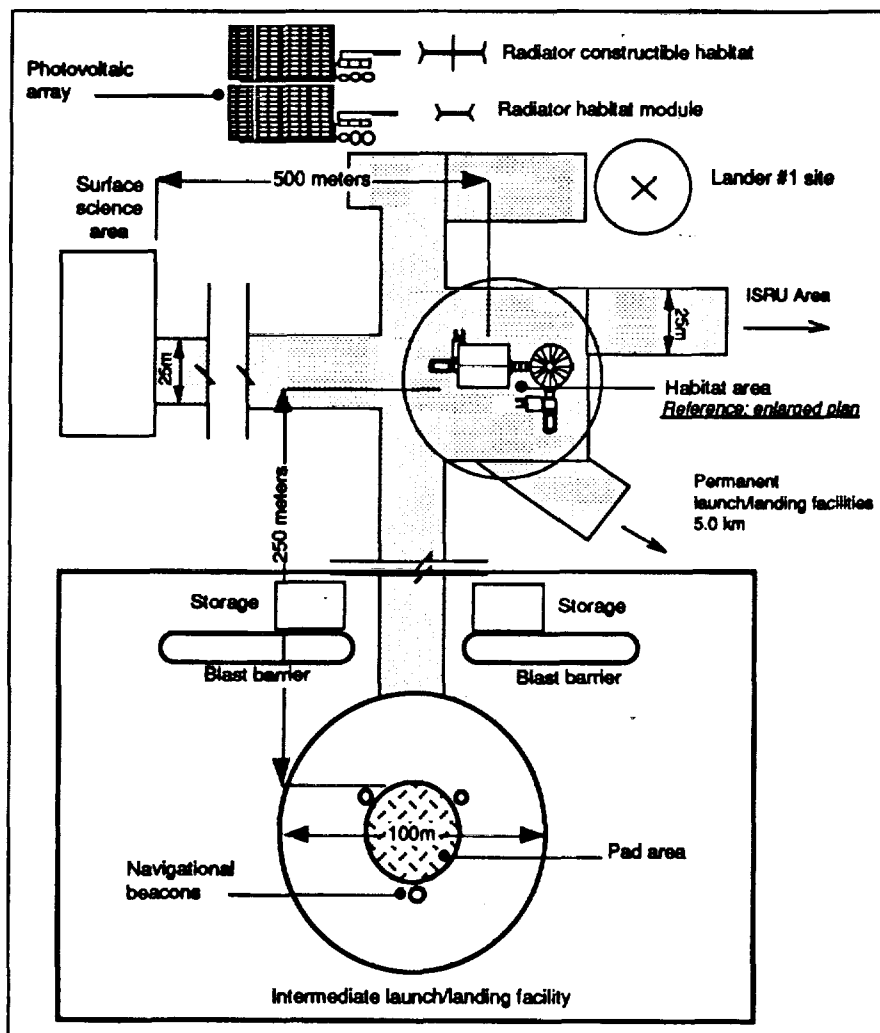 Radiator constructible habitat
Photovoltaic
array
Radiator habitat module
500 meters
Surface
science
area
Lander #1 site
ISRU Area
25m
25m
Habitat area
Reference: enlarged plan
250 meters
Permanent
launch/landing facilities
5.0 km
Storage
Storage
Blast barrier
Blast barrier
100m
Pad area
Navigational
beacons
Intermediate launch/landing facility